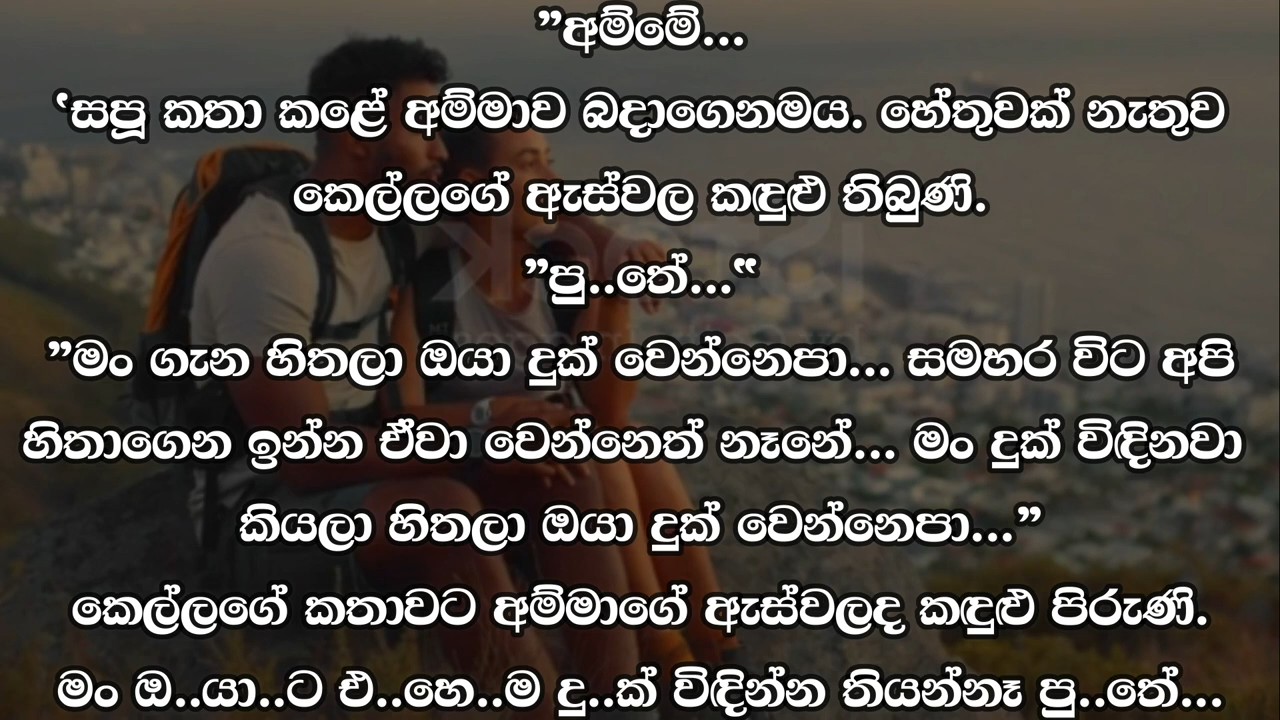 ”අම්මේ...
‛සපූ කතා කළේ අම්මාව බදාගෙනමය. හේතුවක් නැතුව
කෙල්ලගේ ඇස්වල කඳුළු තිබුණි.
”පු..තේ...‟
”මං ගැන හිතලා ඔයා දුක් වෙන්නෙපා... සමහර විට අපි
හිතාගෙන ඉන්න ඒවා වෙන්නෙත් නෑනේ... මං දුක් විඳිනවා
කියලා හිතලා ඔයා දුක් වෙන්නෙපා...”
කෙල්ලගේ කතාවට අම්මාගේ ඇස්වලද කඳුළු පිරුණි.
මං ඔ..යා..ට එ..හෙ..ම දු..ක් විඳින්න තියන්නෑ පු..තේ...